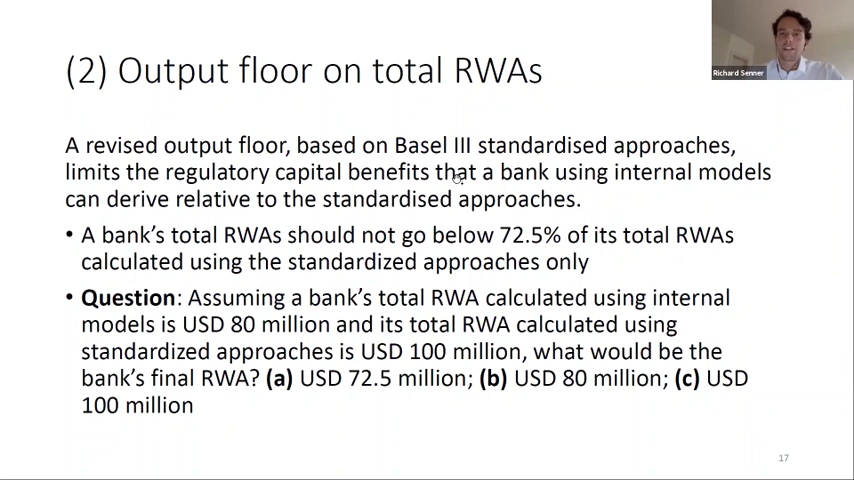 Richard Senner
(2) Output floor on total RWAs
A revised output floor, based on Basel III standardised approaches,
limits the regulatory capital benefits that a bank using internal models
can derive relative to the standardised approaches.
• A bank's total RWAs should not go below 72.5% of its total RWAs
calculated using the standardized approaches only
• Question: Assuming a bank's total RWA calculated using internal
models is USD 80 million and its total RWA calculated using
standardized approaches is USD 100 million, what would be the
bank's final RWA? (a) USD 72.5 million; (b) USD 80 million; (c) USD
100 million
17